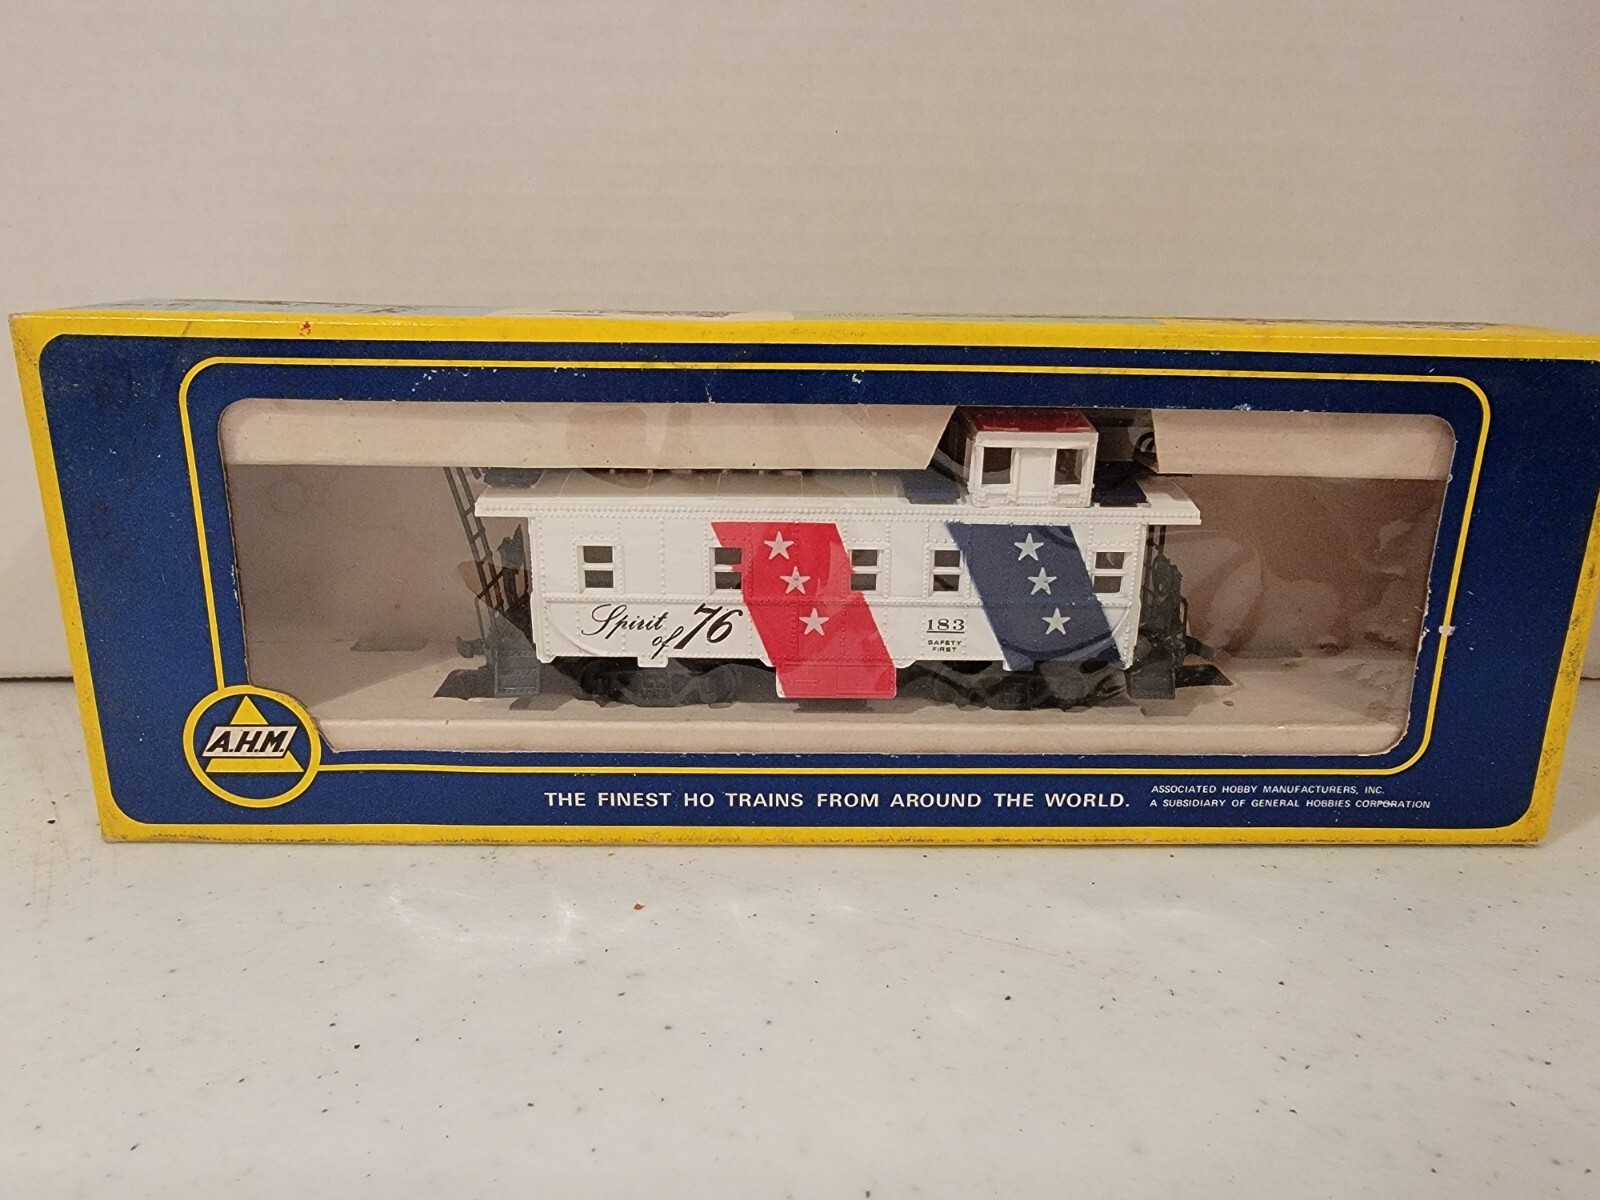 Spirit
of 76
183
SAFETY
FIRST
A.H.M.
THE FINEST HO TRAINS FROM AROUND THE WORLD.
ASSOCIATED HOBBY MANUFACTURERS, INC.
A SUBSIDIARY OF GENERAL HOBBIES CORPORATION